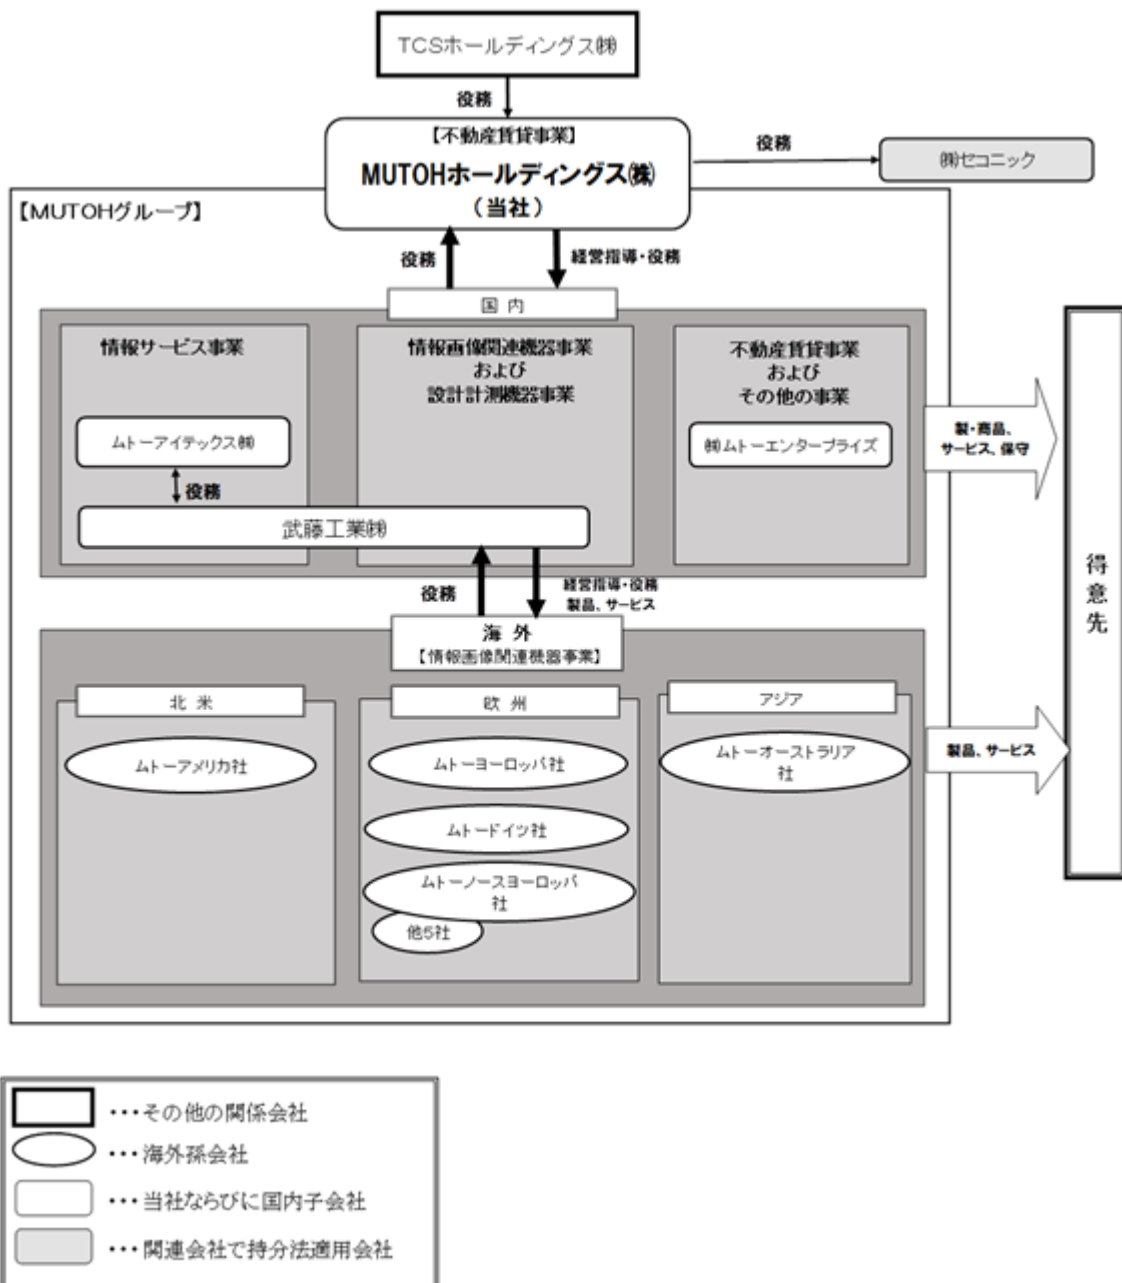 TCSホールディングス㈱
役務
【不動産賃貸事業】
MUTOHホールディングス㈱
（当社）
役務
㈱セコニック
【MUTOHグループ】
役務
経営指導・役務
国内
情報サービス事業
情報画像関連機器事業
および
設計計測機器事業
不動産賃貸事業
および
その他の事業
ムトーアイテックス㈱
㈱ムトーエンタープライズ
役務
武藤工業㈱
製・商品、
サービス、保守
得意先
役務
経営指導・役務
製品、サービス
海外
【情報画像関連機器事業】
北米
欧州
アジア
ムトーアメリカ社
ムトーヨーロッパ社
ムトーオーストラリア
社
ムトードイツ社
ムトーノースヨーロッパ
社
他5社
製品、サービス
・・・その他の関係会社
・・・海外孫会社
・・・当社ならびに国内子会社
・・・関連会社で持分法適用会社